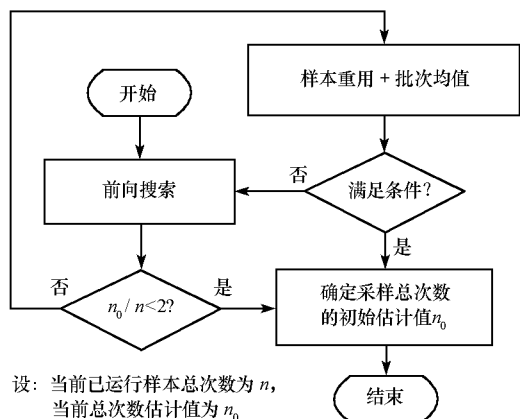 样本重用 + 批次均值
开始
否
满足条件?
前向搜索
是
否
n₀/ n<2?
是
确定采样总次数
的初始估计值n₀
设: 当前已运行样本总次数为 n,
当前总次数估计值为 n₀
结束